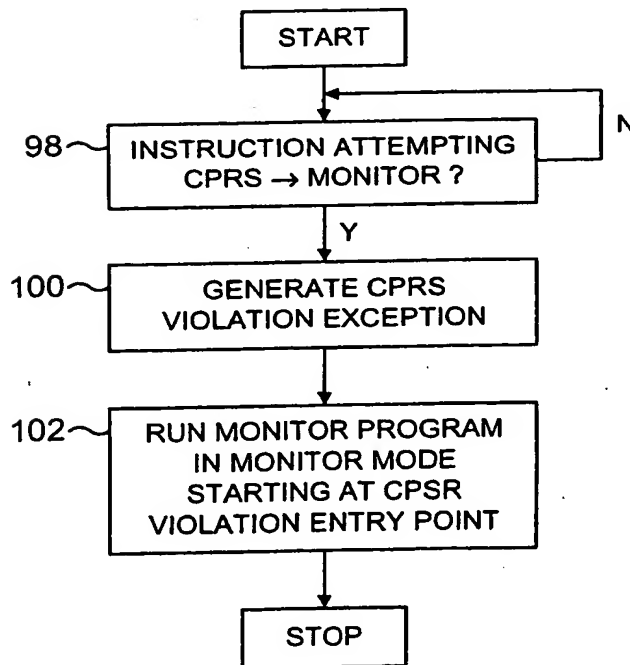 START
N
98
INSTRUCTION ATTEMPTING
CPRS → MONITOR ?
Y
100
GENERATE CPRS
VIOLATION EXCEPTION
102
RUN MONITOR PROGRAM
IN MONITOR MODE
STARTING AT CPSR
VIOLATION ENTRY POINT
STOP